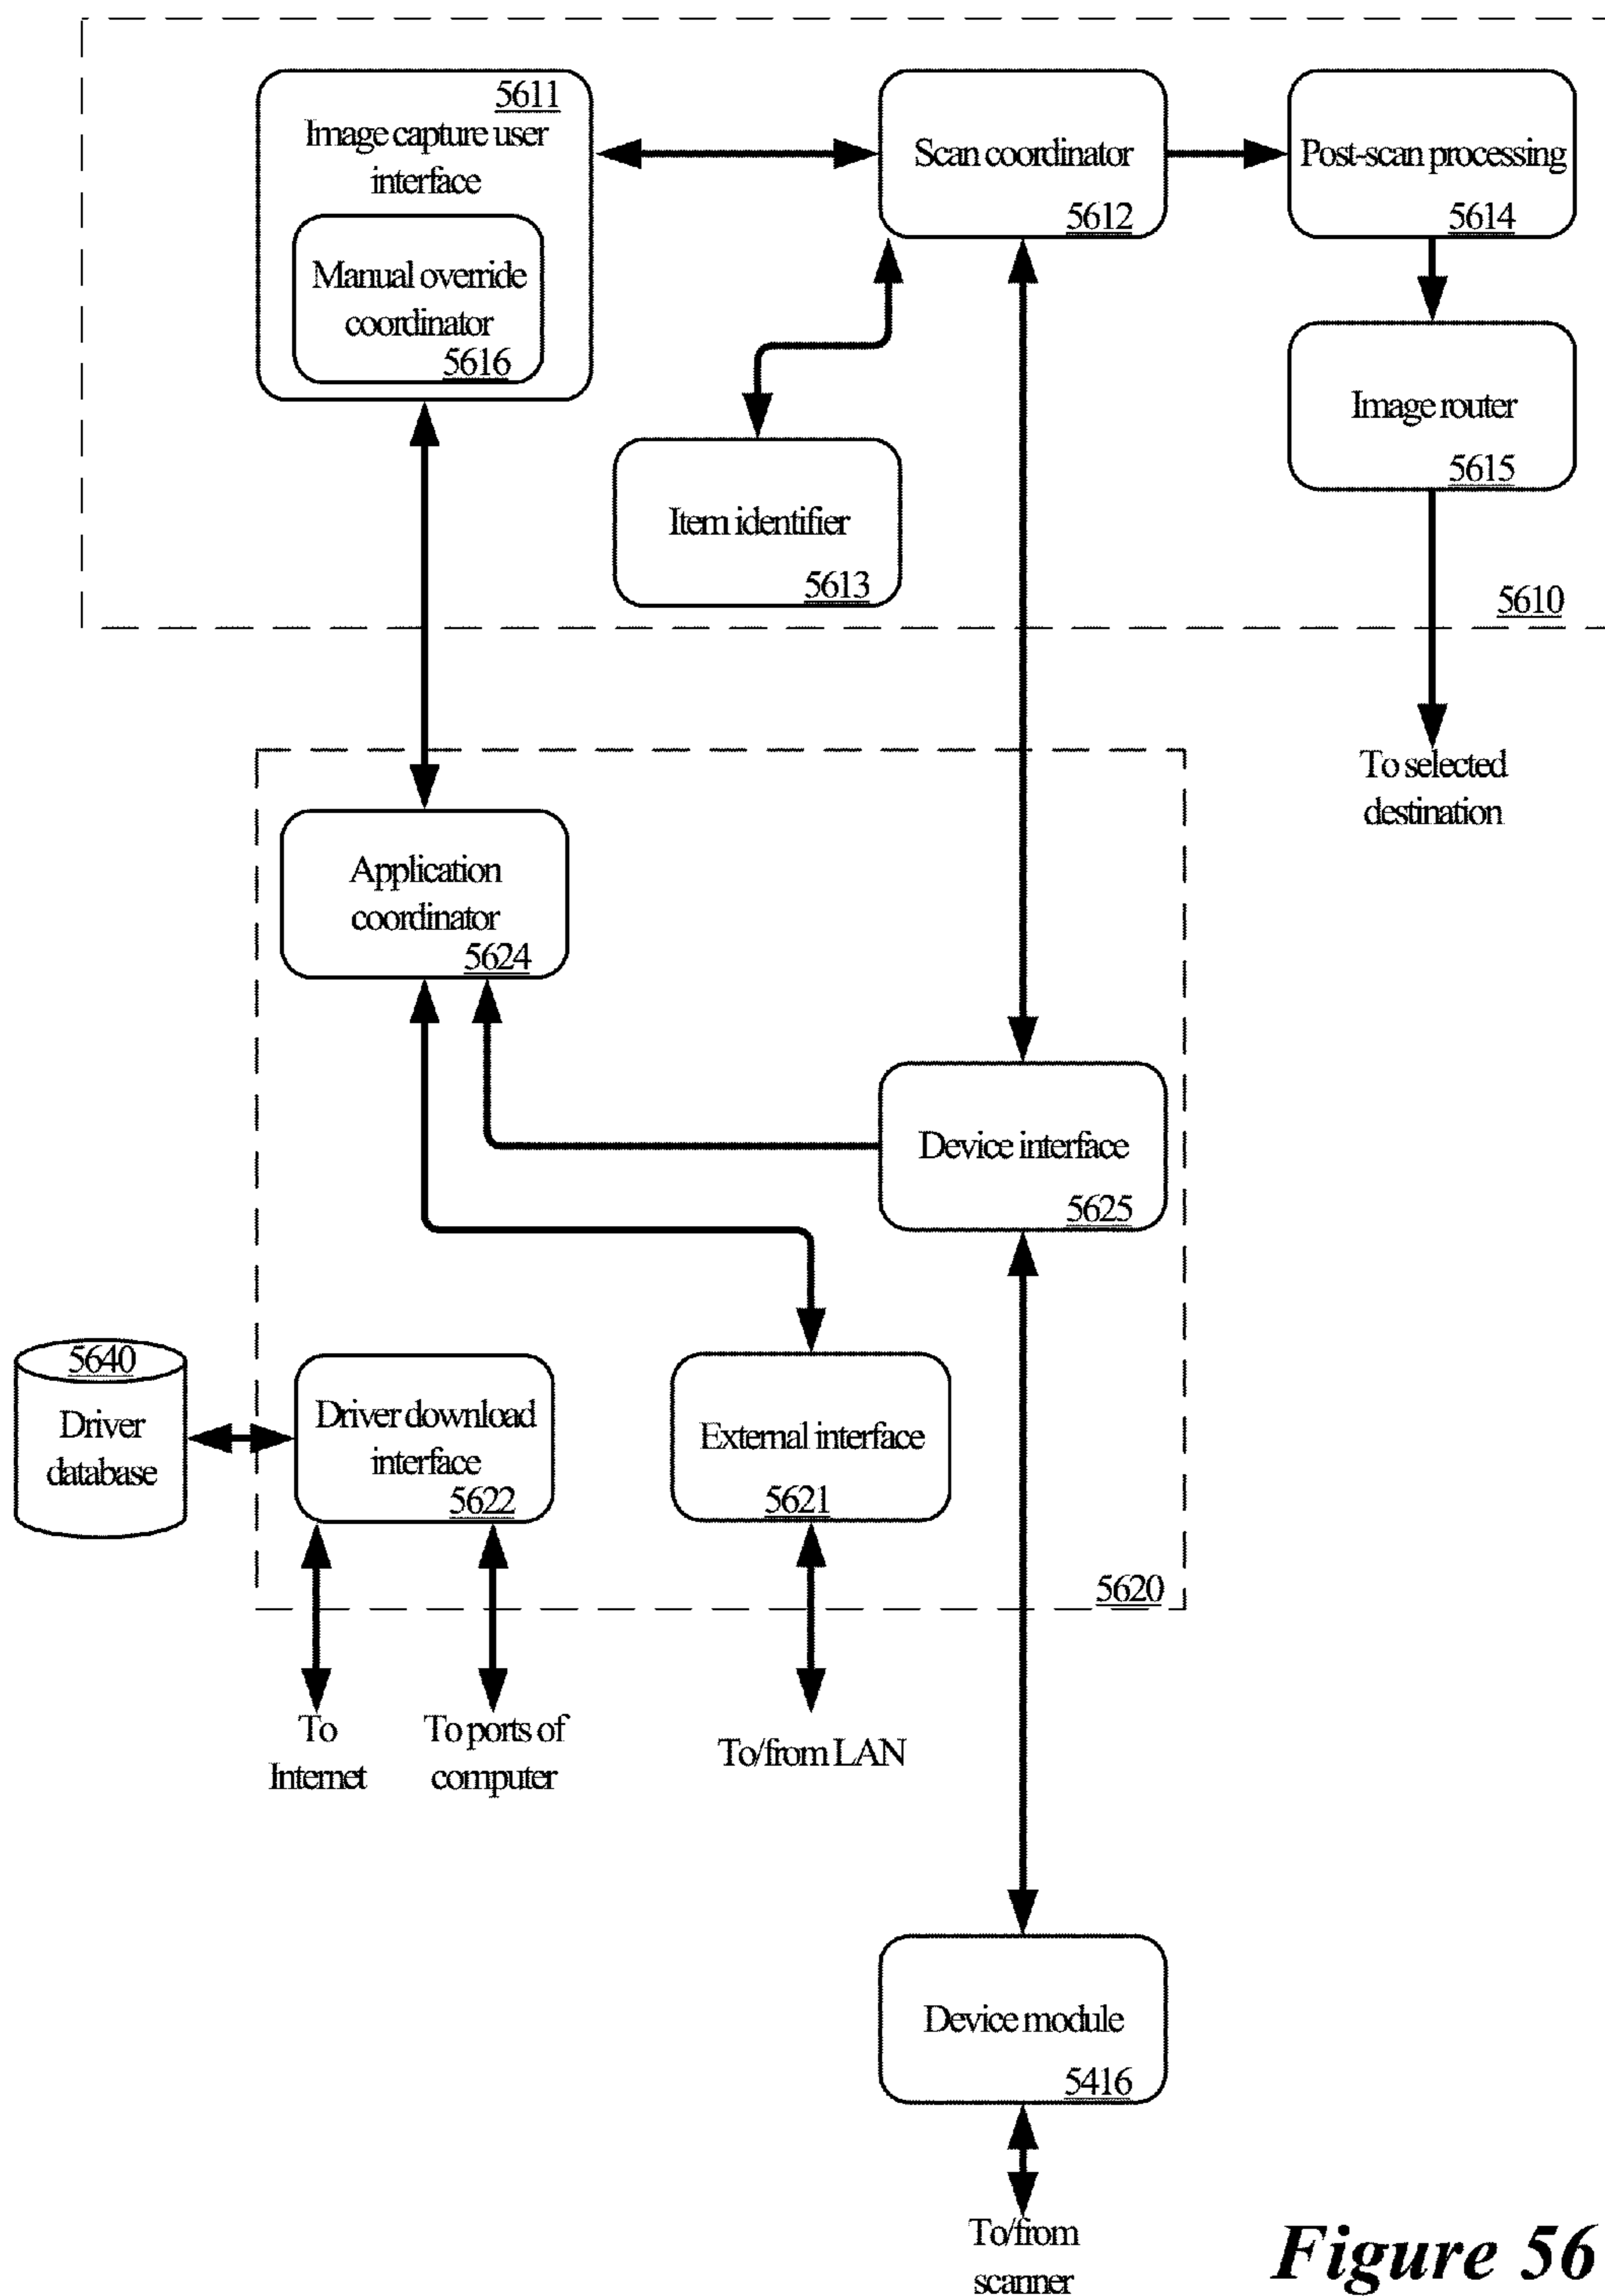 5611
Image capture user
interface
Manual override
coordinator
5616
Scan coordinator
5612
Post-scan processing
5614
Image router
5615
Item identifier
5613
5610
To selected
destination
Application
coordinator
5624
Device interface
5625
5640
Driver
database
Driver download
interface
5622
External interface
5621
5620
To
Internet
To ports of
computer
To/from LAN
Device module
5416
To/from
scanner
Figure 56